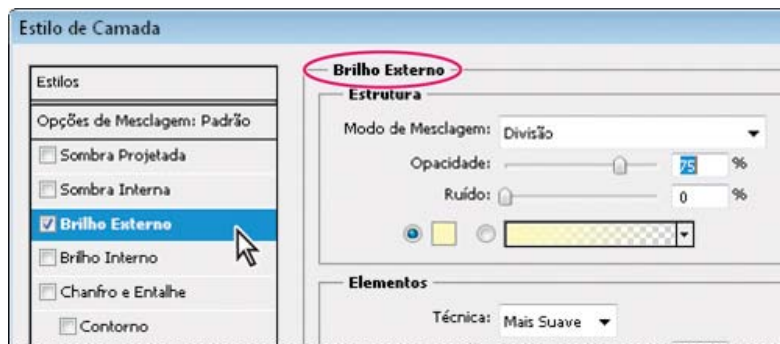 Estilo de Camada
Estilos
Opções de Mesclagem: Padrão
Sombra Projetada
Sombra Interna
Brilho Externo
Brilho Interno
Chanfro e Entalhe
Contorno
Brilho Externo
Estrutura
Modo de Mesclagem: Divisão
Opacidade: 75 %
Ruído: 0 %
Elementos
Técnica: Mais Suave